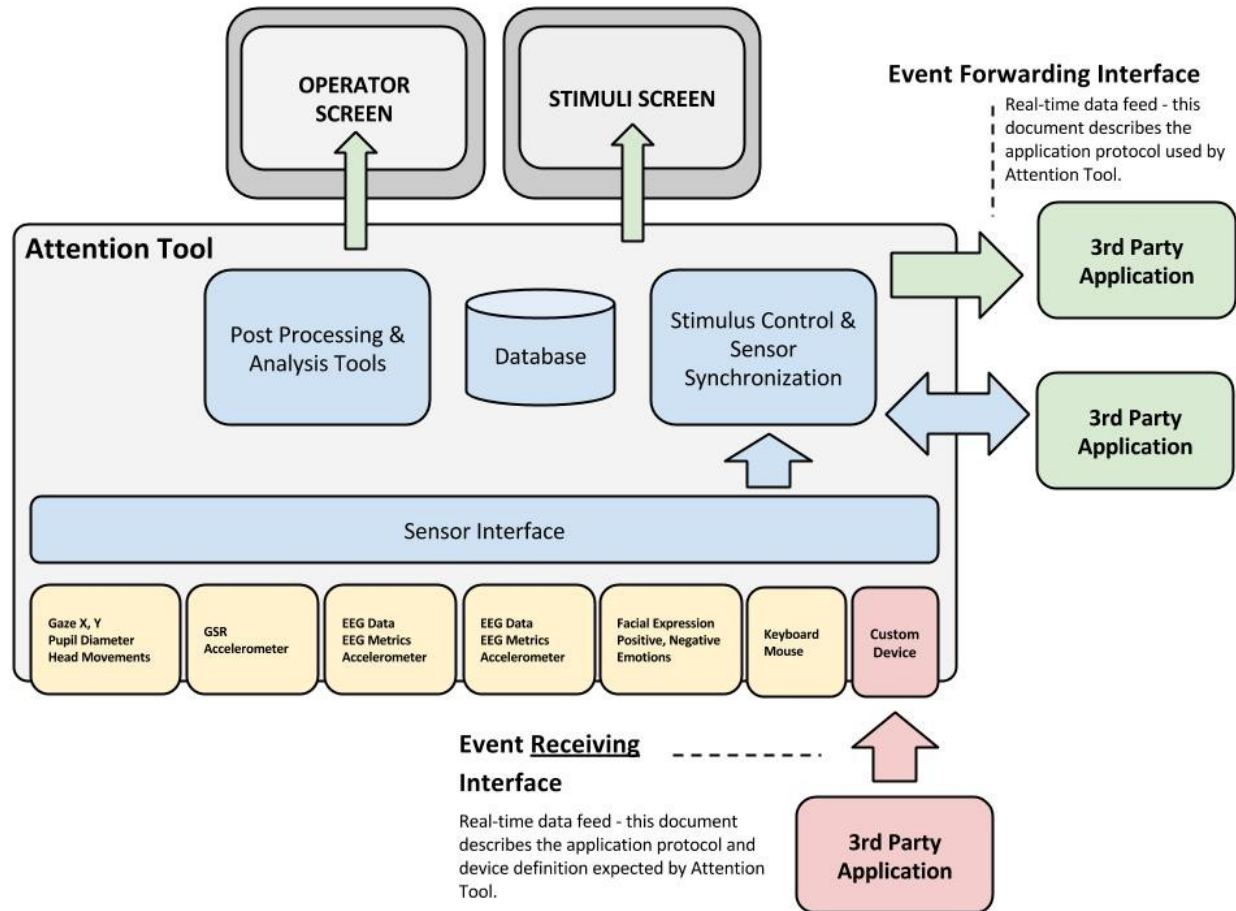 OPERATOR
SCREEN
STIMULI SCREEN
Event Forwarding Interface
Real-time data feed - this
document describes the
application protocol used by
Attention Tool.
Attention Tool
3rd Party
Application
Post Processing &
Analysis Tools
Database
Stimulus Control &
Sensor
Synchronization
3rd Party
Application
Sensor Interface
Gaze X, Y
Pupil Diameter
Head Movements
GSR
Accelerometer
EEG Data
EEG Metrics
Accelerometer
EEG Data
EEG Metrics
Accelerometer
Facial Expression
Positive, Negative
Emotions
Keyboard
Mouse
Custom
Device
Event Receiving
Interface
Real-time data feed - this document
describes the application protocol and
device definition expected by Attention
Tool.
3rd Party
Application